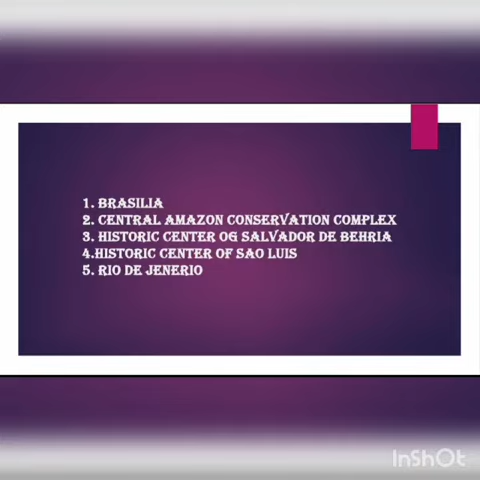 1. BRASILIA
2. CENTRAL AMAZON CONSERVATION COMPLEX
3. HISTORIC CENTER OG SALVADOR DE BEHRIA
4.HISTORIC CENTER OF SAO LUIS
5. RIO DE JENERIO
InShOt